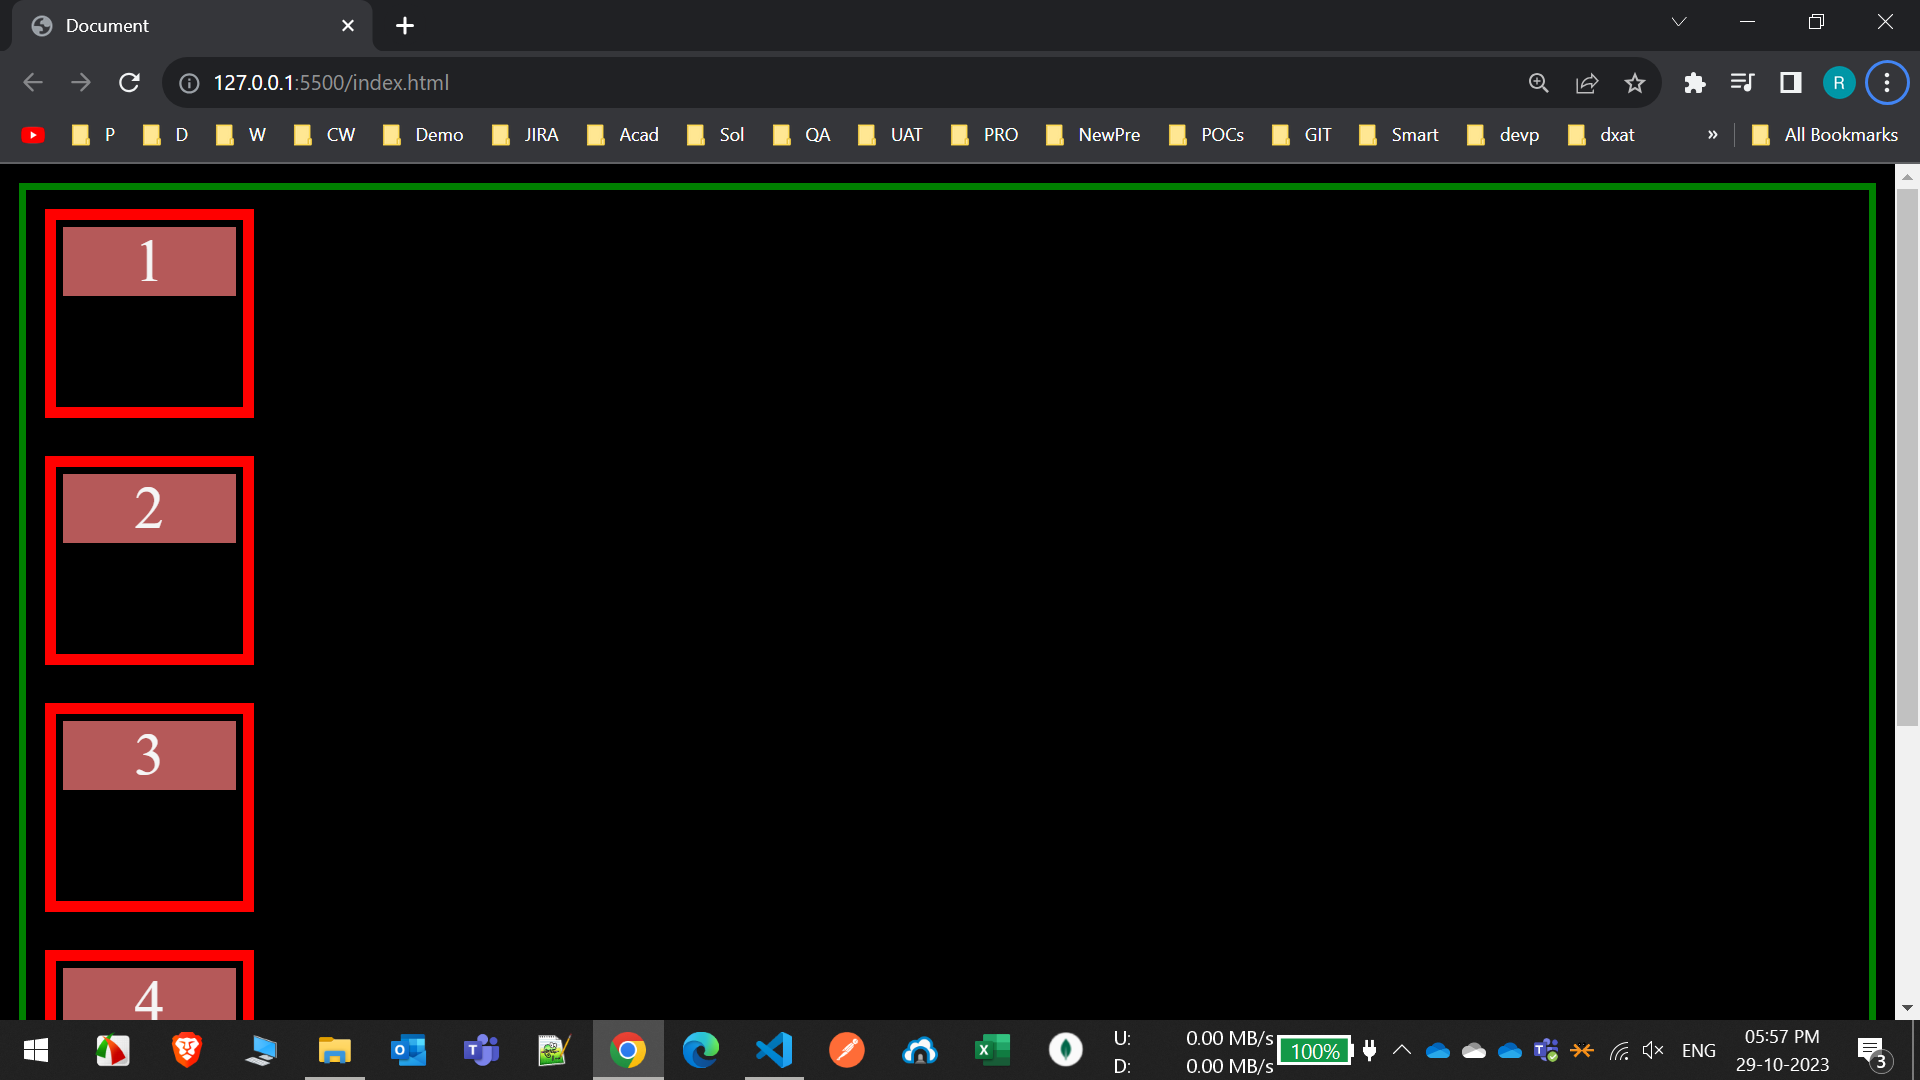 Document
127.0.0.1:5500/index.html
R
P D W CW Demo JIRA Acad Sol QA UAT PRO NewPre POCs GIT Smart devp dxat » All Bookmarks
1
2
3
4
U: 0.00 MB/s
D: 0.00 MB/s
100%
ENG
05:57 PM
29-10-2023
3